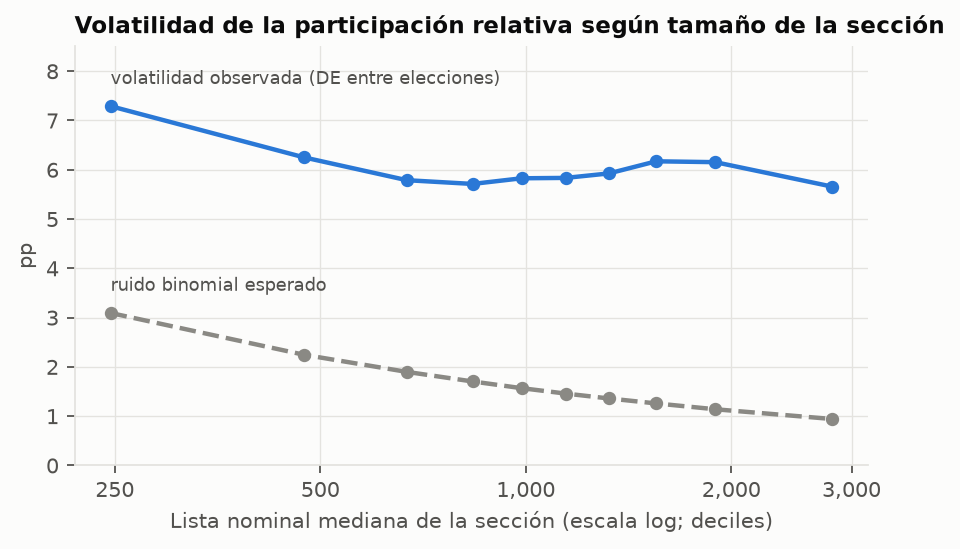 Volatilidad de la participación relativa según tamaño de la sección
volatilidad observada (DE entre elecciones)
ruido binomial esperado
pp
8
7
6
5
4
3
2
1
0
250 500 1,000 2,000 3,000
Lista nominal mediana de la sección (escala log; deciles)